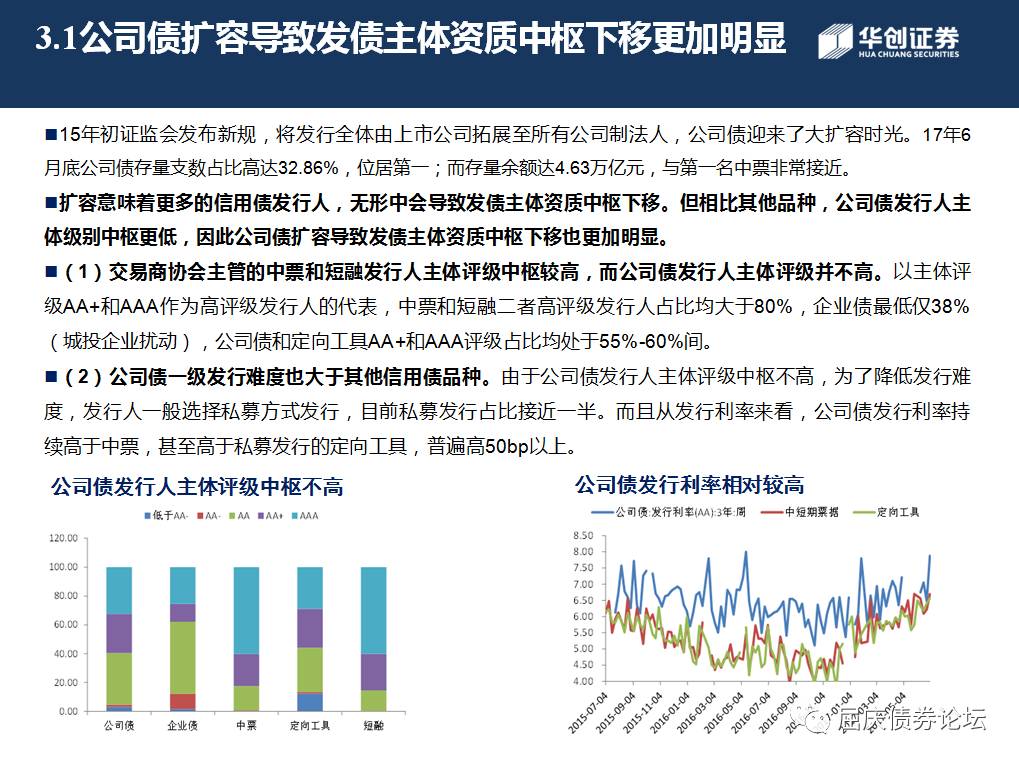 3.1公司债扩容导致发债主体资质中枢下移更加明显
华创证券
HUA CHUANG SECURITIES
■15年初证监会发布新规，将发行全体由上市公司拓展至所有公司制法人，公司债迎来了大扩容时光。17年6
月底公司债存量支数占比高达32.86%，位居第一；而存量余额达4.63万亿元，与第一名中票非常接近。
■扩容意味着更多的信用债发行人，无形中会导致发债主体资质中枢下移。但相比其他品种，公司债发行人主
体级别中枢更低，因此公司债扩容导致发债主体资质中枢下移也更加明显。
■（1）交易商协会主管的中票和短融发行人主体评级中枢较高，而公司债发行人主体评级并不高。以主体评
级AA+和AAA作为高评级发行人的代表，中票和短融二者高评级发行人占比均大于80%，企业债最低仅38%
（城投企业扰动），公司债和定向工具AA+和AAA评级占比均处于55%-60%间。
■（2）公司债一级发行难度也大于其他信用债品种。由于公司债发行人主体评级中枢不高，为了降低发行难
度，发行人一般选择私募方式发行，目前私募发行占比接近一半。而且从发行利率来看，公司债发行利率持
续高于中票，甚至高于私募发行的定向工具，普遍高50bp以上。
公司债发行人主体评级中枢不高
低于AA- AA- AA AA+ AAA
120.00
100.00
80.00
60.00
40.00
20.00
0.00
公司债 企业债 中票 定向工具 短融
公司债发行利率相对较高
公司债:发行利率(AA):3年:周 中短期票据 定向工具
8.50
8.00
7.50
7.00
6.50
6.00
5.50
5.00
4.50
4.00
2015-07-04 2015-09-04 2015-11-04 2016-01-04 2016-03-04 2016-05-04 2016-07-04 2016-09-04
屈庆债券论坛